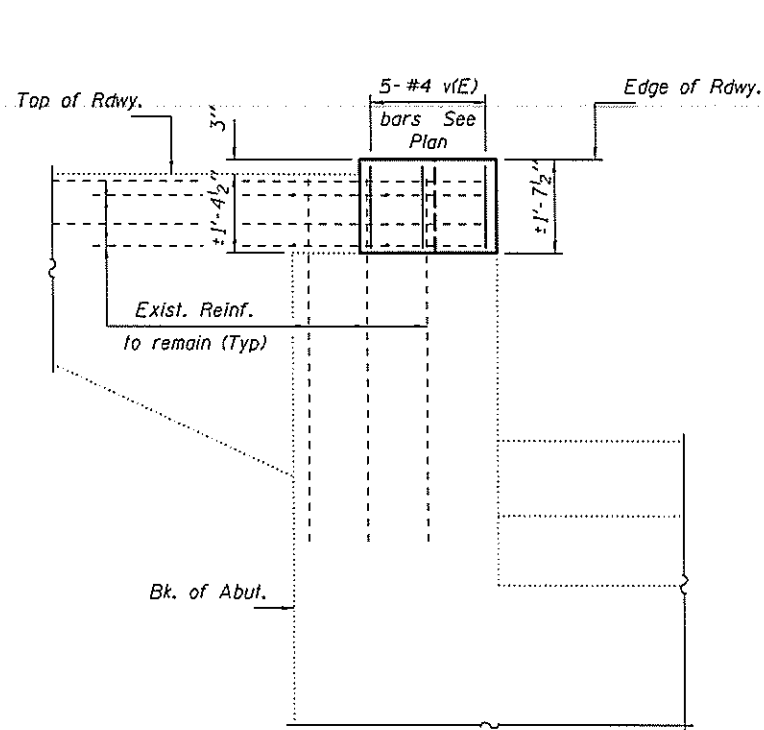 5-#4 v(E)
bars See
Plan
Top of Rdwy.
Edge of Rdwy.
3"
±1'-4½"
±1'-7½"
Exist. Reinf.
to remain (Typ)
Bk. of Abut.